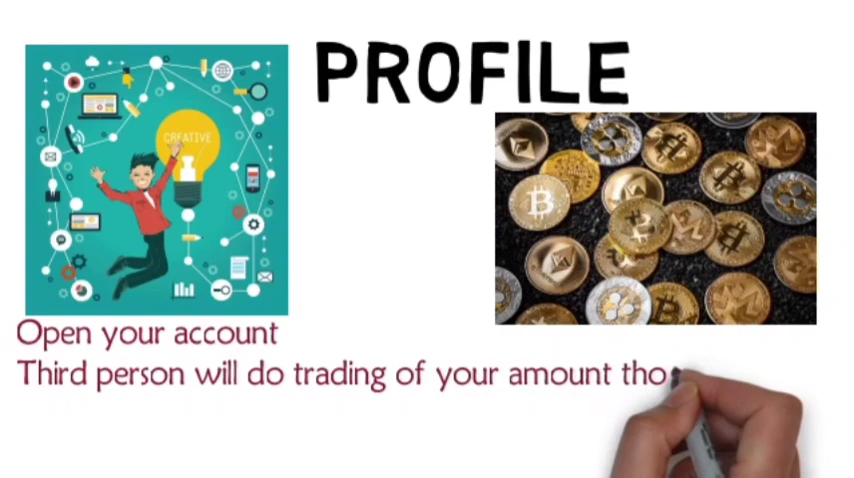 PROFILE
CREATIVE
Open your account
Third person will do trading of your amount tho